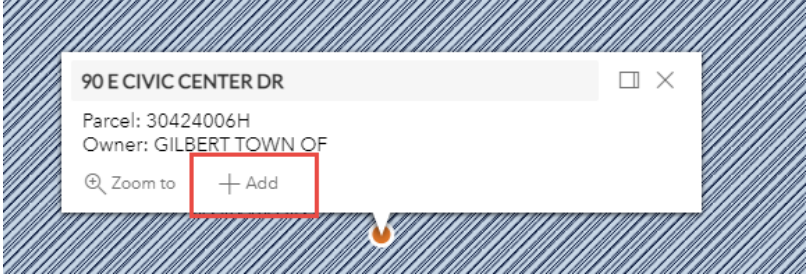 90 E CIVIC CENTER DR
Parcel: 30424006H
Owner: GILBERT TOWN OF
Zoom to
Add